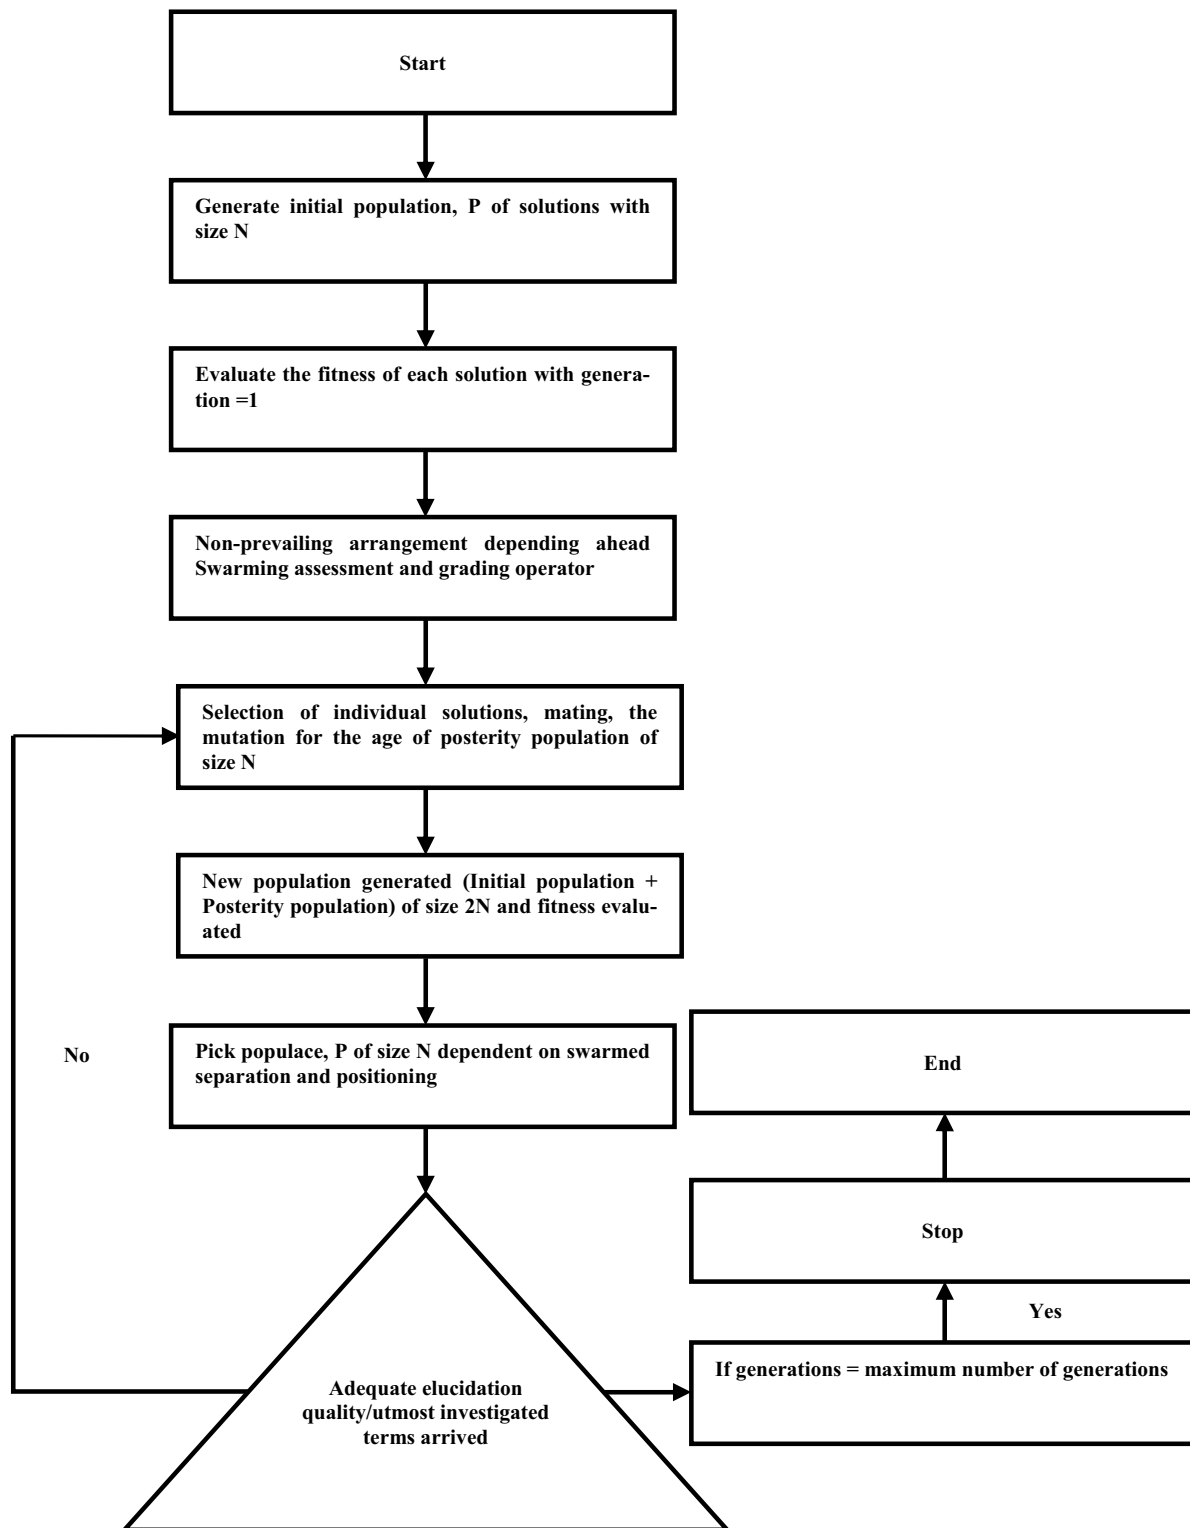 Start
Generate initial population, P of solutions with
size N
Evaluate the fitness of each solution with genera-
tion =1
Non-prevailing arrangement depending ahead
Swarming assessment and grading operator
Selection of individual solutions, mating, the
mutation for the age of posterity population of
size N
New population generated (Initial population +
Posterity population) of size 2N and fitness evalu-
ated
No
Pick populace, P of size N dependent on swarmed
separation and positioning
Adequate elucidation
quality/utmost investigated
terms arrived
If generations = maximum number of generations
Yes
Stop
End